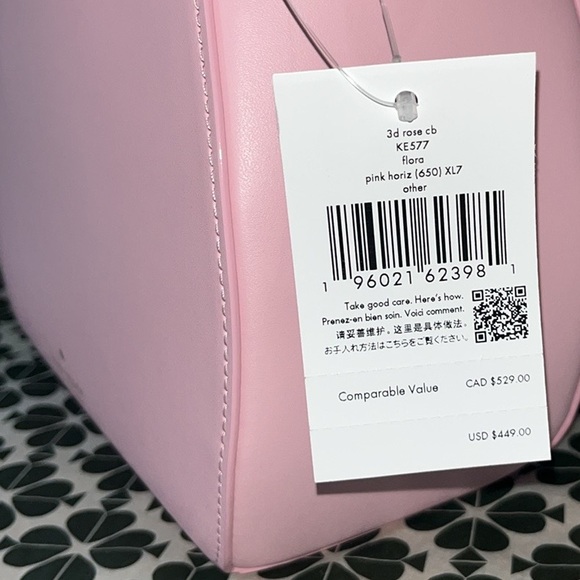 3d rose cb
KE577
flora
pink horiz (650) XL7
other
1 96021 62398 1
Take good care. Here's how.
Prenez-en bien soin. Voici comment.
请妥善维护。这里是具体做法。
お手入れ方法はこちらをご覧ください。
Comparable Value CAD $529.00
USD $449.00